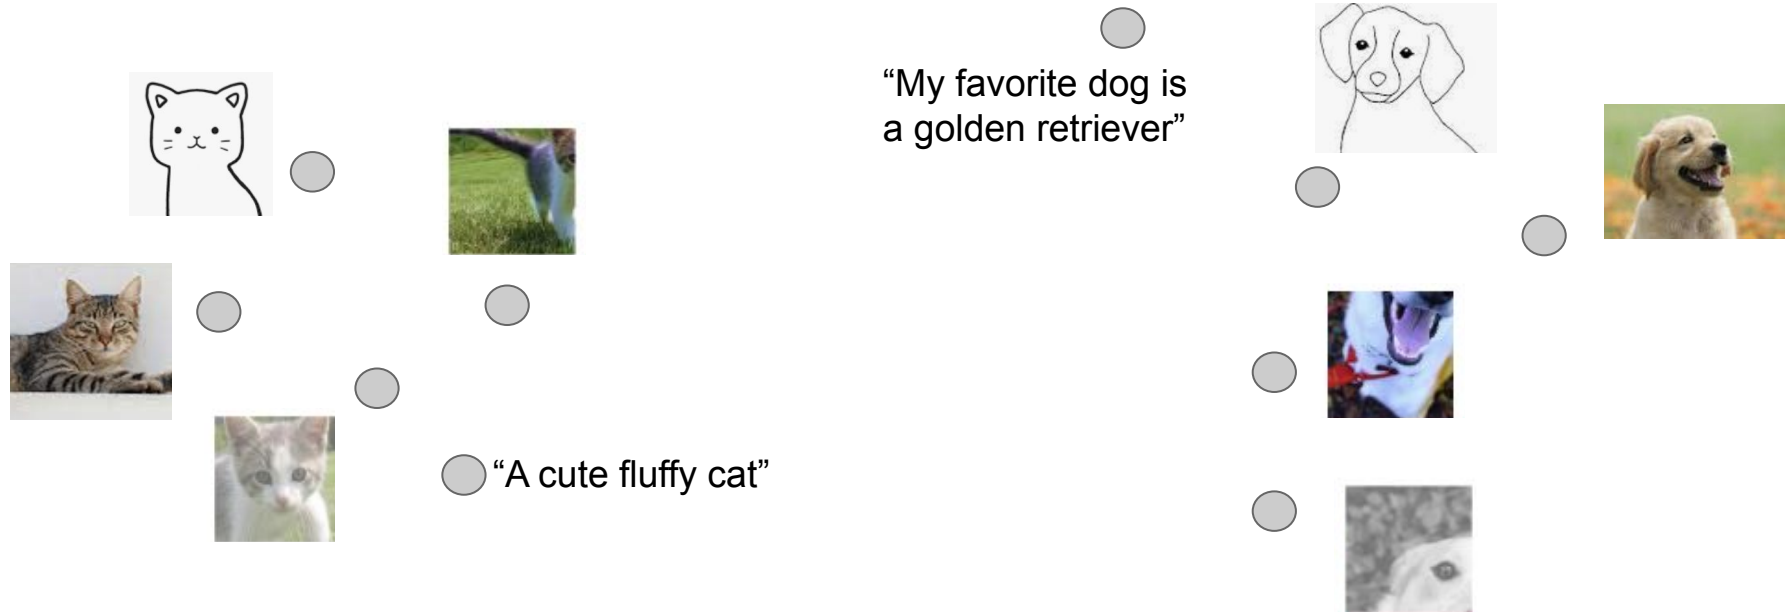 “My favorite dog is
a golden retriever”
“A cute fluffy cat”